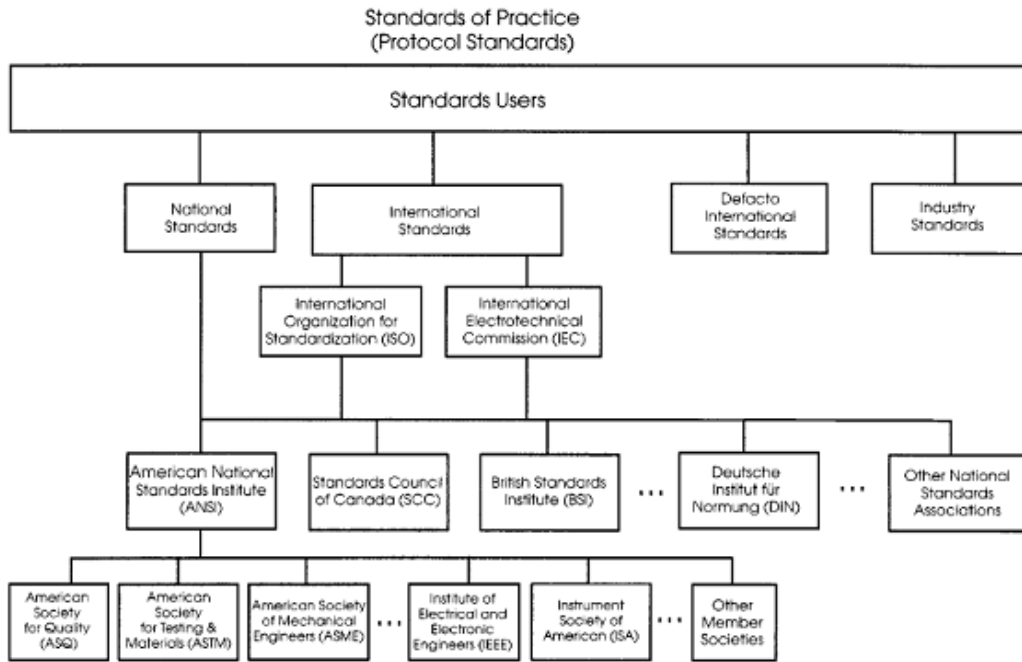 Standards of Practice
(Protocol Standards)
Standards Users
National
Standards
International
Standards
Defacto
International
Standards
Industry
Standards
International
Organization for
Standardization (ISO)
International
Electrotechnical
Commission (IEC)
American National
Standards Institute
(ANSI)
Standards Council
of Canada (SCC)
British Standards
Institute (BSI)
...
Deutsche
Institut für
Normung (DIN)
...
Other National
Standards
Associations
American
Society
for Quality
(ASQ)
American
Society
for Testing &
Materials (ASTM)
American Society
of Mechanical
Engineers (ASME)
...
Institute of
Electrical and
Electronic
Engineers (IEEE)
Instrument
Society of
American (ISA)
...
Other
Member
Societies